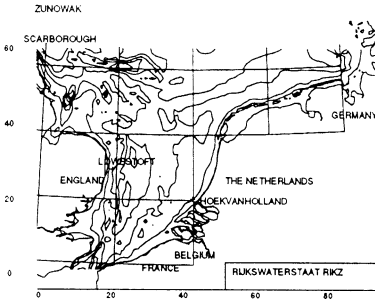 ZUNOWAK
SCARBOROUGH
60
GERMANY
40
LOWESTOFT
ENGLAND
THE NETHERLANDS
20
HOEKVANHOLLAND
BELGIUM
FRANCE
RIJKSWATERSTAAT RIKZ
0
0 20 40 60 80